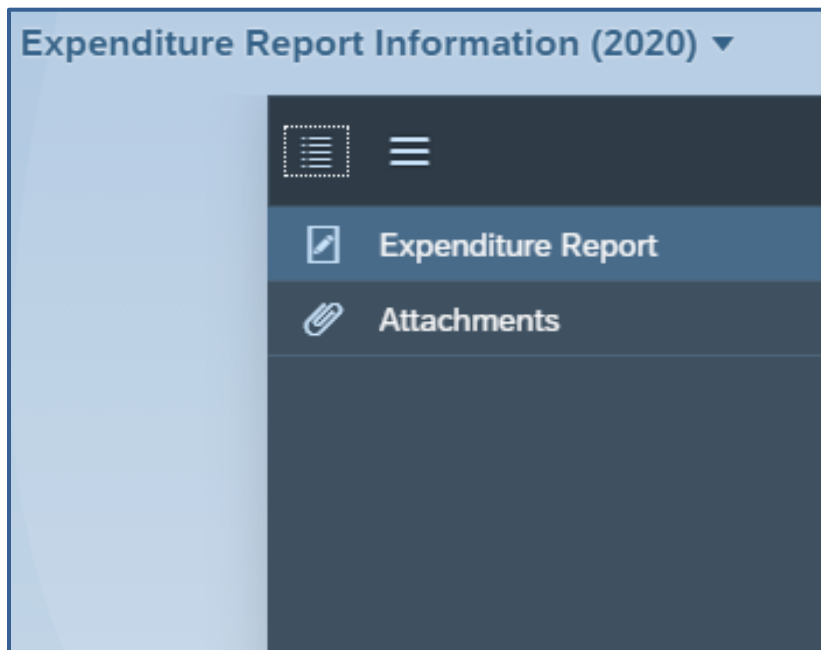 Expenditure Report Information (2020)
Expenditure Report
Attachments